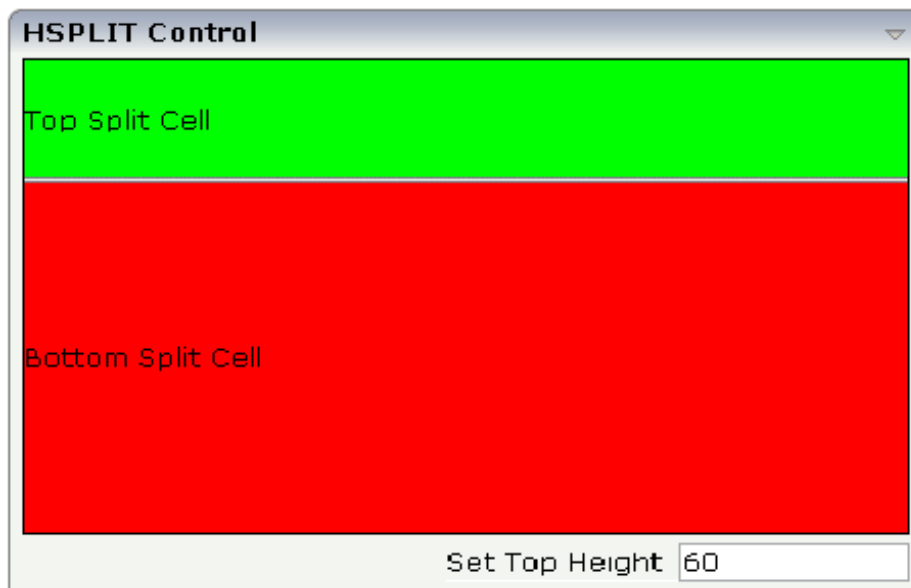 HSPLIT Control
Top Split Cell
Bottom Split Cell
Set Top Height 60